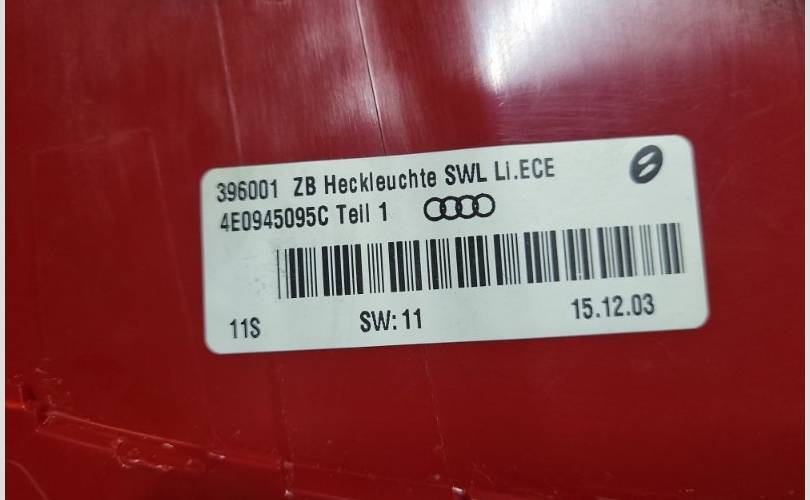 396001 ZB Heckleuchte SWL Li.ECE
4E0945095C Teil 1
11S SW: 11 15.12.03